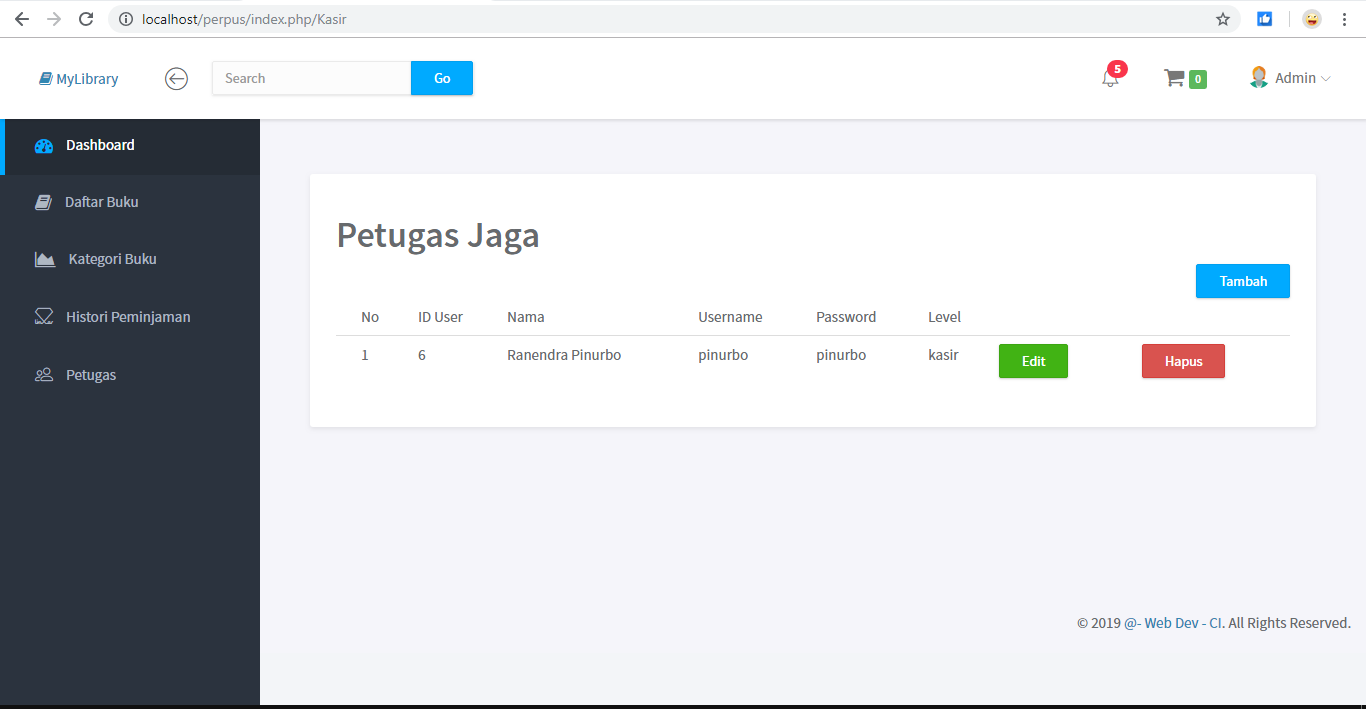 localhost/perpus/index.php/Kasir
MyLibrary
Search
Go
5
0
Admin
Dashboard
Daftar Buku
Kategori Buku
Histori Peminjaman
Petugas
Petugas Jaga
Tambah
No ID User Nama Username Password Level
1 6 Ranendra Pinurbo pinurbo pinurbo kasir Edit Hapus
© 2019 @- Web Dev - CI. All Rights Reserved.